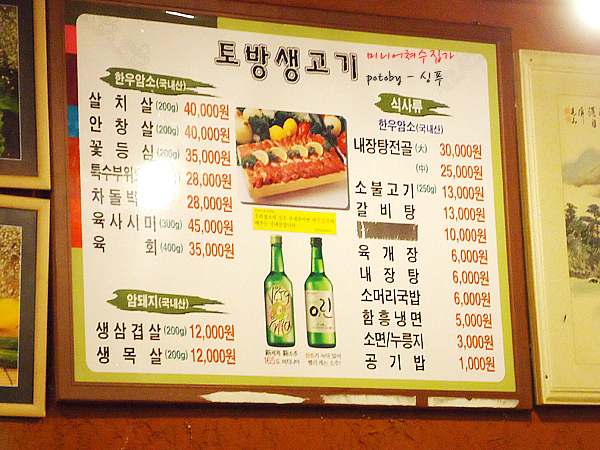 토방생고기
미니어쳐수집가
potoby - 싱푸
한우암소(국내산)
살치살(200g) 40,000원
안창살(200g) 40,000원
꽃등심(200g) 35,000원
특수부위 28,000원
차돌박 28,000원
육사시미(300g) 45,000원
육회(400g) 35,000원
암돼지(국내산)
생삼겹살(200g) 12,000원
생목살(200g) 12,000원
식사류
한우암소(국내산)
내장탕전골(大) 30,000원
(中) 25,000원
소불고기(250g) 13,000원
갈비탕 13,000원
10,000원
육개장 6,000원
내장탕 6,000원
소머리국밥 6,000원
함흥냉면 5,000원
소면/누룽지 3,000원
공기밥 1,000원